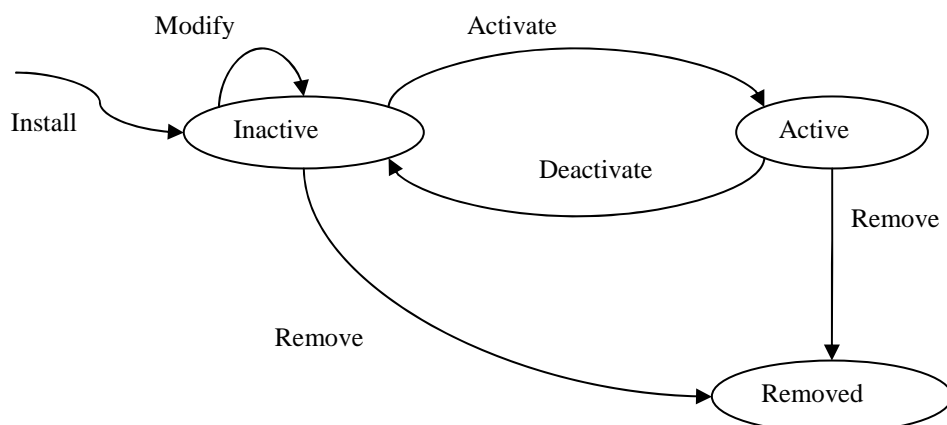 Modify
Activate
Install
Inactive
Active
Deactivate
Remove
Remove
Removed